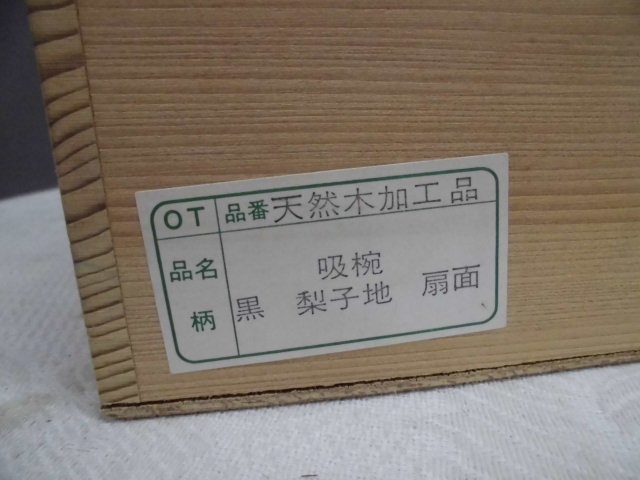 OT 品番 天然木加工品
品名 吸椀
柄 黒 梨子地 扇面